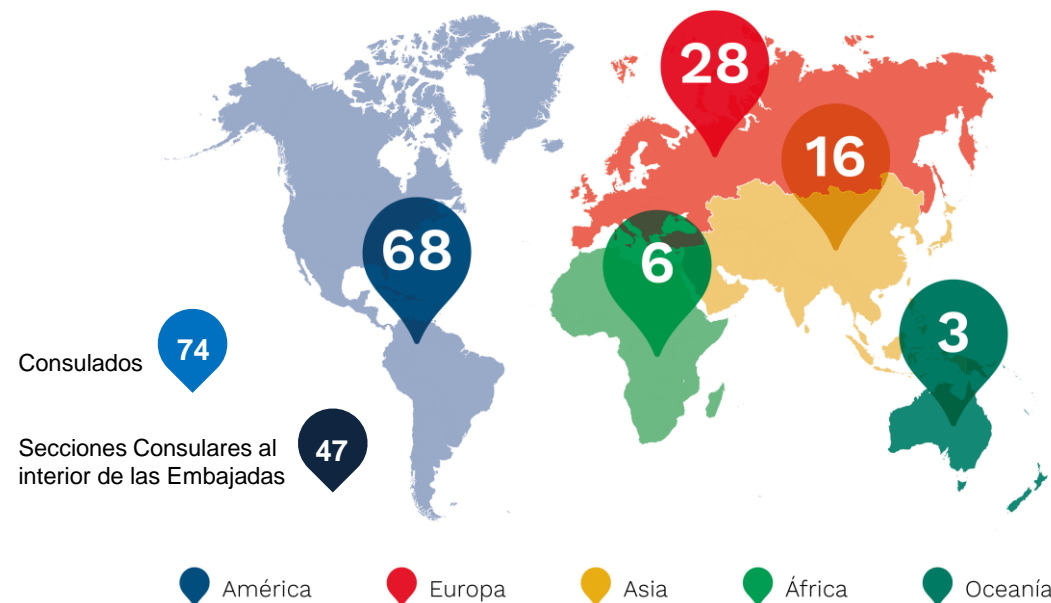 28
16
68
6
3
Consulados
74
Secciones Consulares al
interior de las Embajadas
47
América
Europa
Asia
África
Oceanía